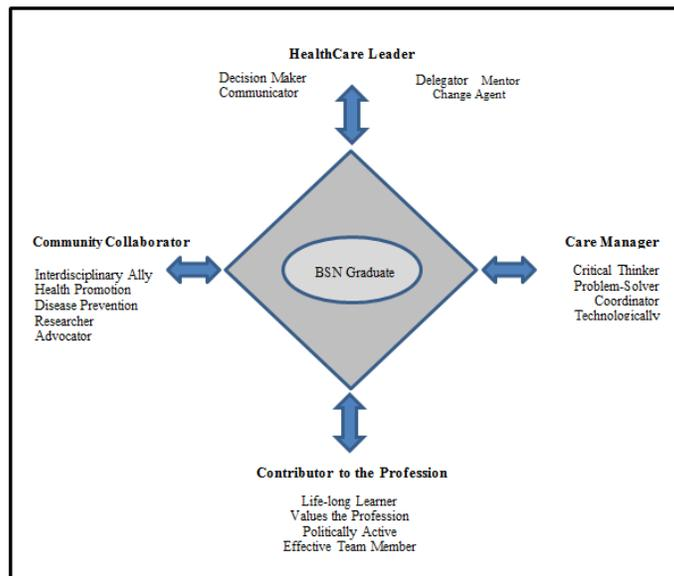 HealthCare Leader
Decision Maker
Communicator
Delegator Mentor
Change Agent
Community Collaborator
Interdisciplinary Ally
Health Promotion
Disease Prevention
Researcher
Advocator
BSN Graduate
Care Manager
Critical Thinker
Problem-Solver
Coordinator
Technologically
Contributor to the Profession
Life-long Learner
Values the Profession
Politically Active
Effective Team Member